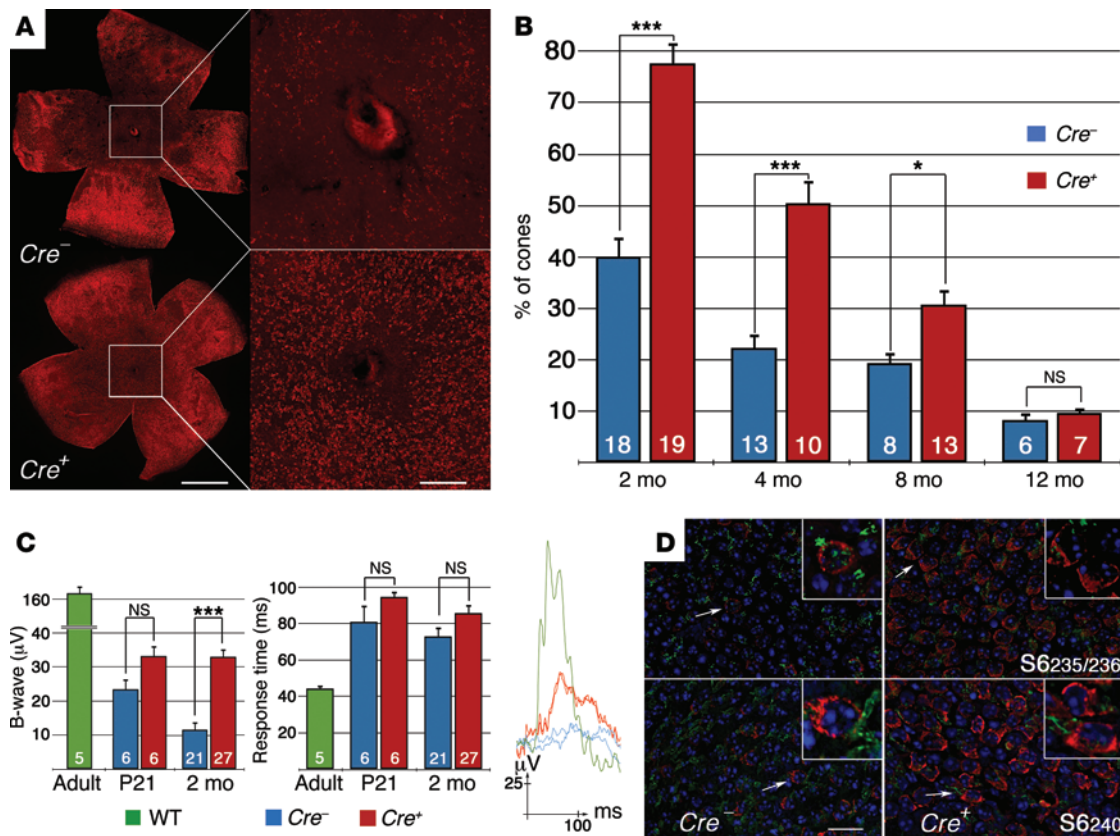 A
Cre–
Cre+
B
% of cones
80
70
60
50
40
30
20
10
***
***
*
NS
Cre–
Cre+
18
19
13
10
8
13
6
7
2 mo
4 mo
8 mo
12 mo
C
B-wave (µV)
160
40
30
20
10
NS
***
5
6
6
21
27
Adult
P21
2 mo
Response time (ms)
100
80
60
40
20
NS
NS
5
6
6
21
27
Adult
P21
2 mo
µV
25
ms
100
WT
Cre–
Cre+
D
S6235/236
Cre–
Cre+
S6240